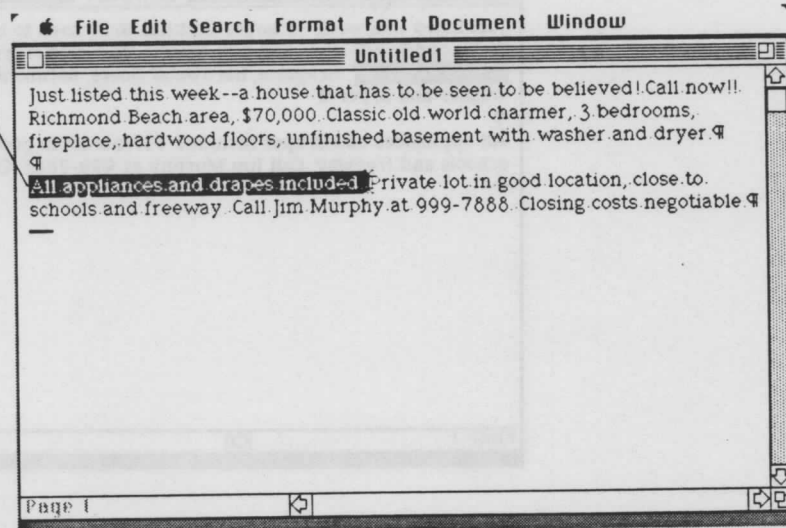 File Edit Search Format Font Document Window
Untitled1
Just listed this week--a house that has to be seen to be believed! Call now!!
Richmond Beach area, $70,000. Classic old world charmer, 3 bedrooms,
fireplace, hardwood floors, unfinished basement with washer and dryer.¶
¶
All appliances and drapes included. Private lot in good location, close to
schools and freeway. Call Jim Murphy at 999-7888. Closing costs negotiable.¶
Page 1